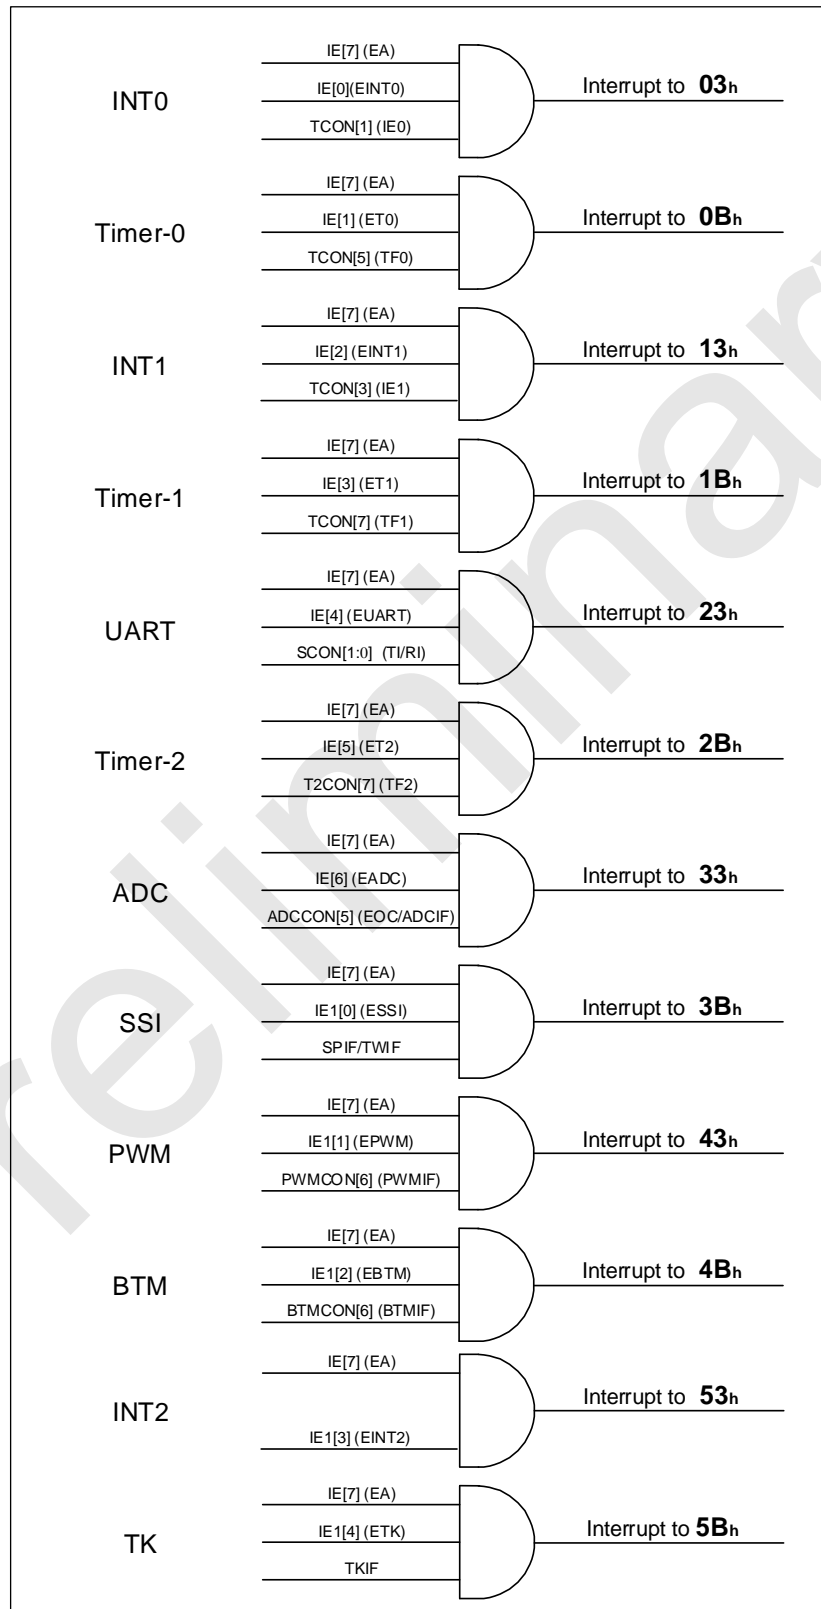 IE[7] (EA)
INT0 IE[0](EINT0) Interrupt to 03h
TCON[1] (IE0)
IE[7] (EA)
Timer-0 IE[1] (ET0) Interrupt to 0Bh
TCON[5] (TF0)
IE[7] (EA)
INT1 IE[2] (EINT1) Interrupt to 13h
TCON[3] (IE1)
IE[7] (EA)
Timer-1 IE[3] (ET1) Interrupt to 1Bh
TCON[7] (TF1)
IE[7] (EA)
UART IE[4] (EUART) Interrupt to 23h
SCON[1:0] (TI/RI)
IE[7] (EA)
Timer-2 IE[5] (ET2) Interrupt to 2Bh
T2CON[7] (TF2)
IE[7] (EA)
ADC IE[6] (EADC) Interrupt to 33h
ADCCON[5] (EOC/ADCIF)
IE[7] (EA)
SSI IE1[0] (ESSI) Interrupt to 3Bh
SPIF/TWIF
IE[7] (EA)
PWM IE1[1] (EPWM) Interrupt to 43h
PWMCON[6] (PWMIF)
IE[7] (EA)
BTM IE1[2] (EBTM) Interrupt to 4Bh
BTMCON[6] (BTMIF)
IE[7] (EA)
INT2 Interrupt to 53h
IE1[3] (EINT2)
IE[7] (EA)
TK IE1[4] (ETK) Interrupt to 5Bh
TKIF
reliminar